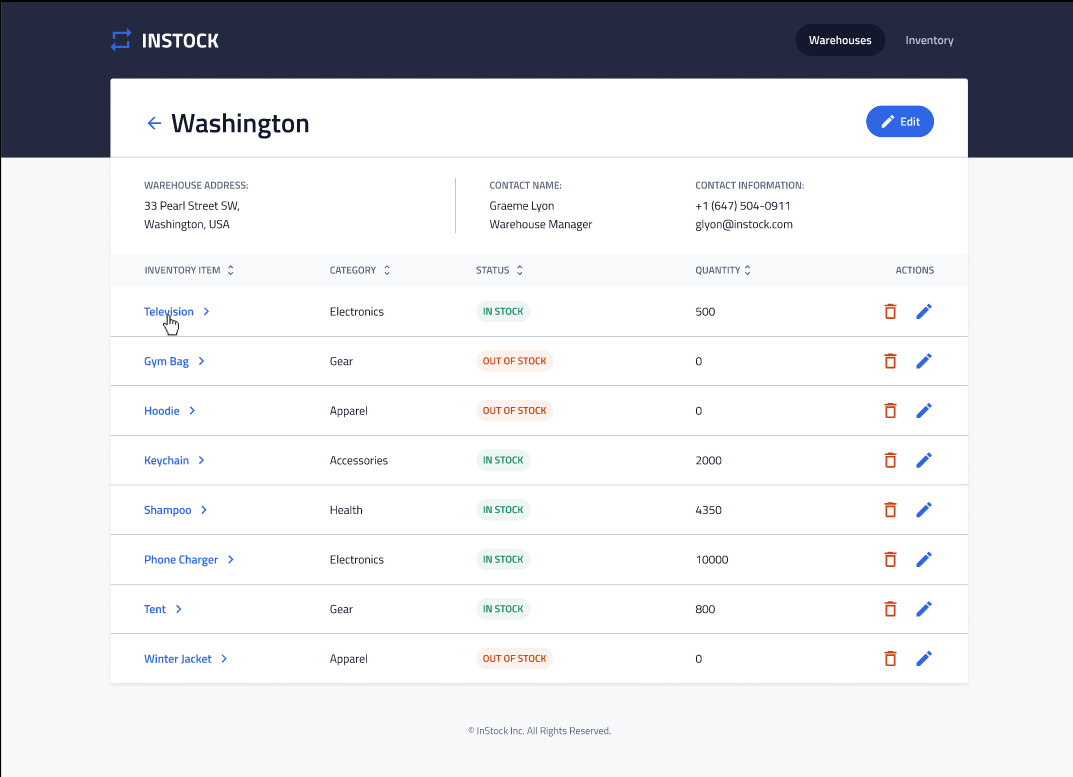 INSTOCK
Warehouses Inventory
Washington
Edit
WAREHOUSE ADDRESS:
33 Pearl Street SW,
Washington, USA
CONTACT NAME:
Graeme Lyon
Warehouse Manager
CONTACT INFORMATION:
+1 (647) 504-0911
glyon@instock.com
INVENTORY ITEM CATEGORY STATUS QUANTITY ACTIONS
Television Electronics IN STOCK 500
Gym Bag Gear OUT OF STOCK 0
Hoodie Apparel OUT OF STOCK 0
Keychain Accessories IN STOCK 2000
Shampoo Health IN STOCK 4350
Phone Charger Electronics IN STOCK 10000
Tent Gear IN STOCK 800
Winter Jacket Apparel OUT OF STOCK 0
© InStock Inc. All Rights Reserved.